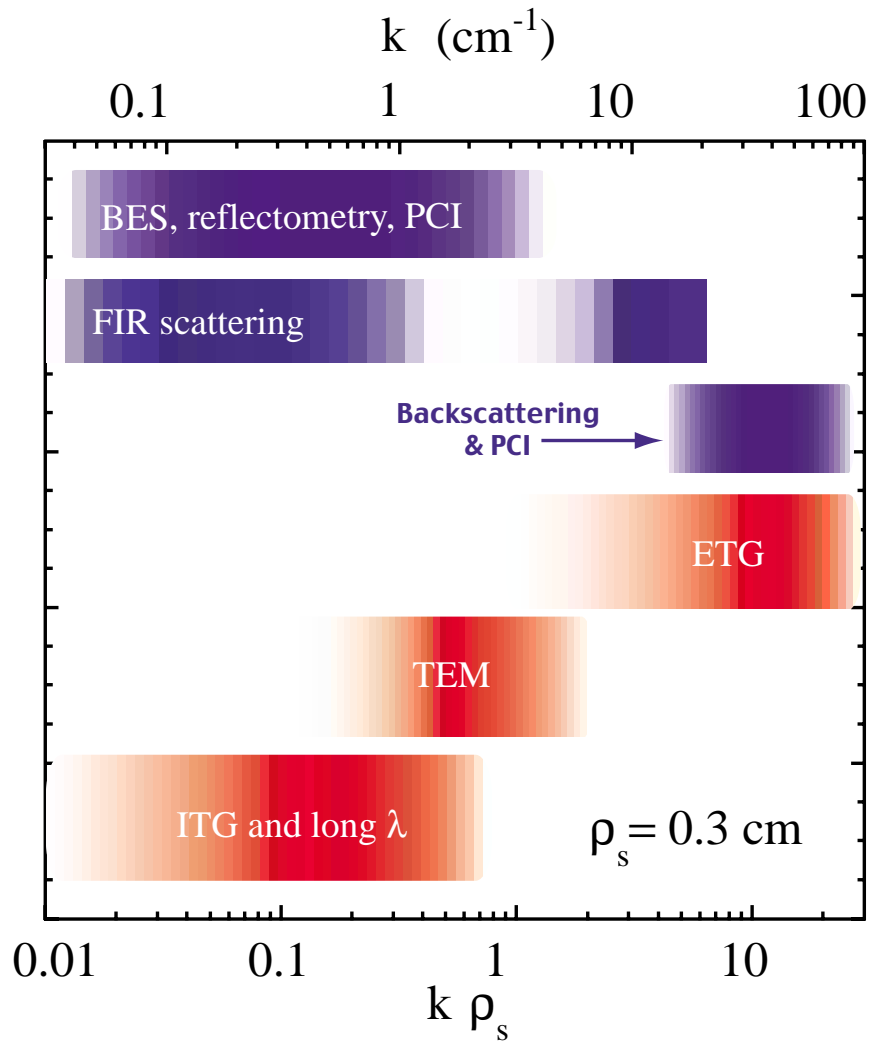 k (cm⁻¹)
0.1 1 10 100
BES, reflectometry, PCI
FIR scattering
Backscattering
& PCI
ETG
TEM
ITG and long λ
ρₛ= 0.3 cm
0.01 0.1 1 10
k ρₛ